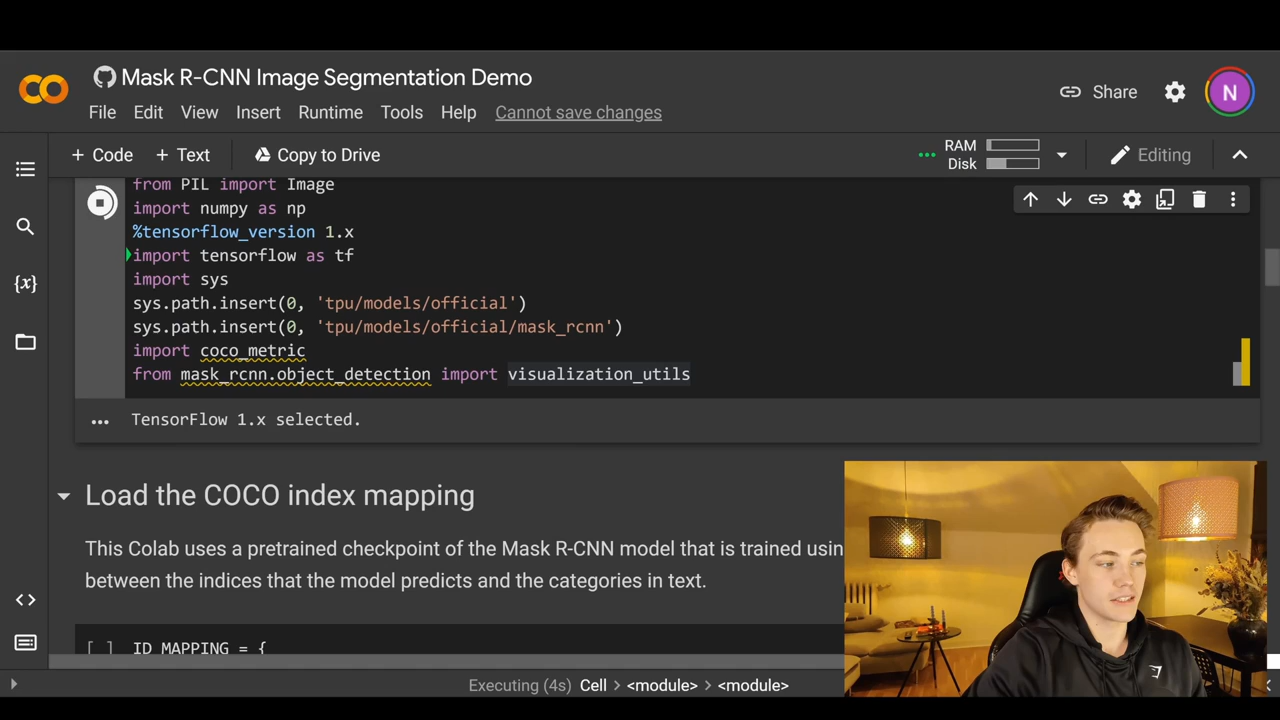 Mask R-CNN Image Segmentation Demo
File Edit View Insert Runtime Tools Help Cannot save changes
Share
N
+ Code + Text Copy to Drive
RAM
Disk
Editing
from PIL import Image
import numpy as np
%tensorflow_version 1.x
import tensorflow as tf
import sys
sys.path.insert(0, 'tpu/models/official')
sys.path.insert(0, 'tpu/models/official/mask_rcnn')
import coco_metric
from mask_rcnn.object_detection import visualization_utils
... TensorFlow 1.x selected.
Load the COCO index mapping
This Colab uses a pretrained checkpoint of the Mask R-CNN model that is trained usin
between the indices that the model predicts and the categories in text.
[ ] ID_MAPPING = {
Executing (4s) Cell > <module> > <module>